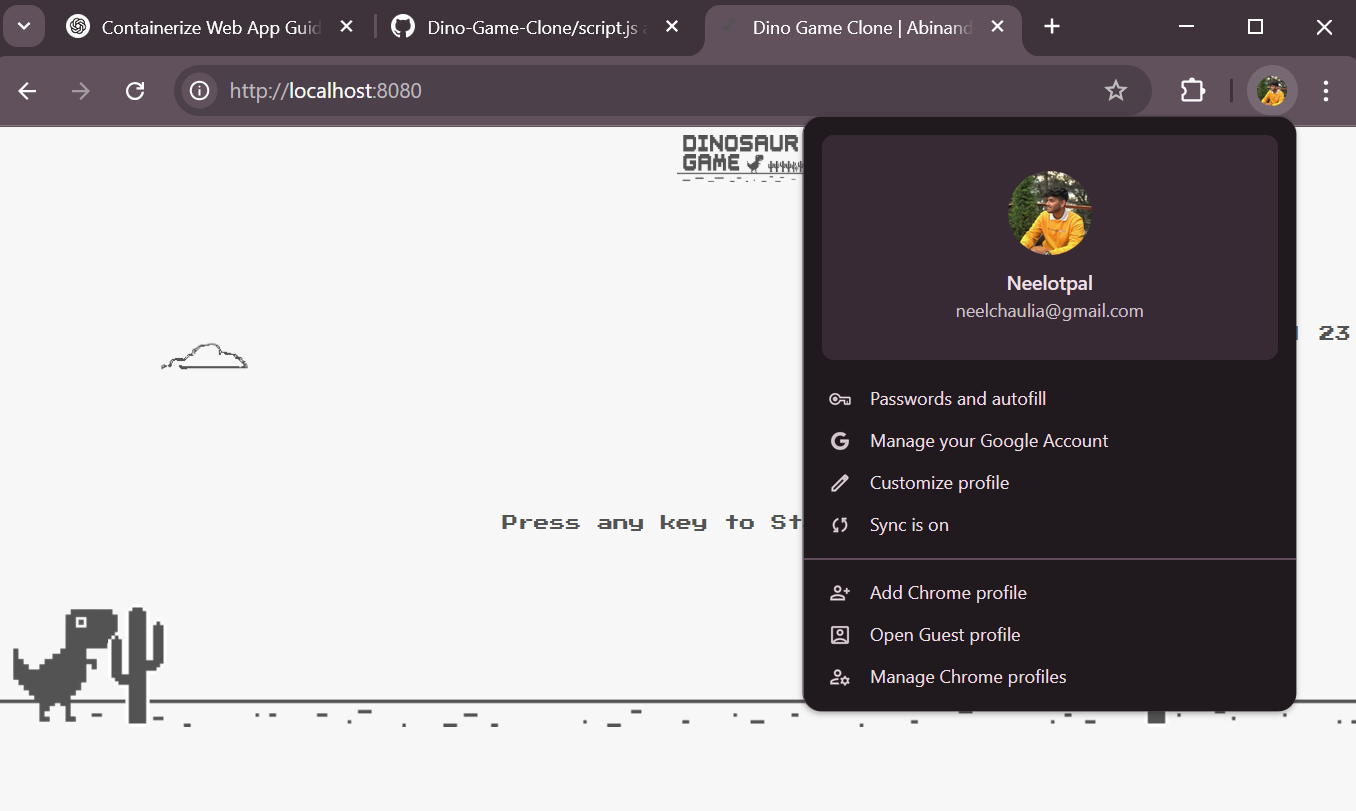 Containerize Web App Guid
Dino-Game-Clone/script.js a
Dino Game Clone | Abinand
http://localhost:8080
DINOSAUR
GAME
Neelotpal
neelchaulia@gmail.com
23
Passwords and autofill
Manage your Google Account
Customize profile
Press any key to St
Sync is on
Add Chrome profile
Open Guest profile
Manage Chrome profiles